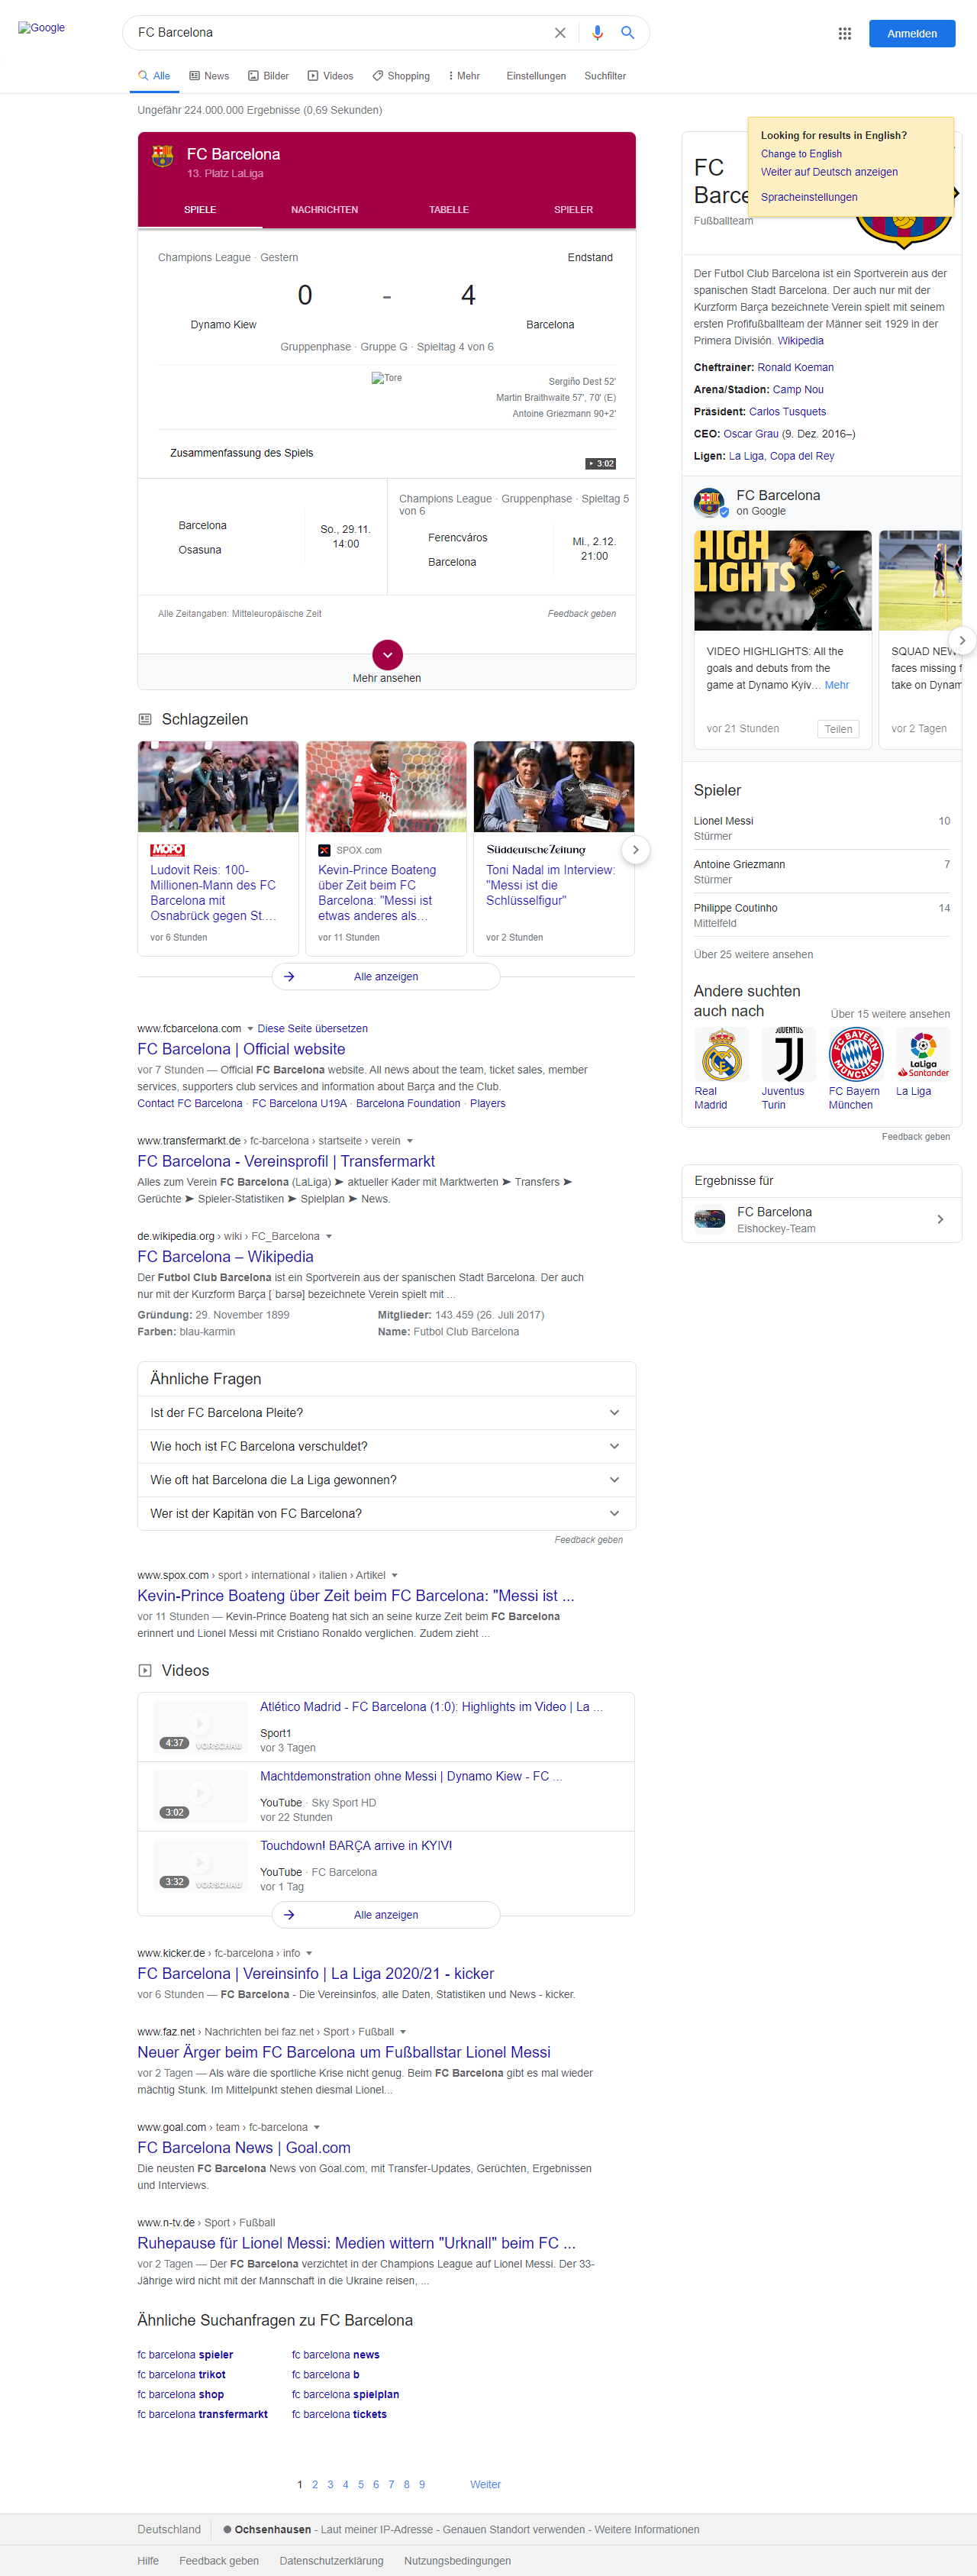 Google
FC Barcelona
Anmelden
Alle
News
Bilder
Videos
Shopping
Mehr
Einstellungen
Suchfilter
Ungefähr 224.000.000 Ergebnisse (0,69 Sekunden)
FC Barcelona
13. Platz LaLiga
SPIELE
NACHRICHTEN
TABELLE
SPIELER
Champions League · Gestern
Endstand
0 - 4
Dynamo Kiew
Barcelona
Gruppenphase · Gruppe G · Spieltag 4 von 6
Tore
Sergiño Dest 52'
Martin Braithwaite 57', 70' (E)
Antoine Griezmann 90+2'
Zusammenfassung des Spiels
3:02
Barcelona
Osasuna
So., 29.11.
14:00
Champions League · Gruppenphase · Spieltag 5
von 6
Ferencváros
Barcelona
Mi., 2.12.
21:00
Alle Zeitangaben: Mitteleuropäische Zeit
Feedback geben
Mehr ansehen
Schlagzeilen
MOPO
Ludovit Reis: 100-
Millionen-Mann des FC
Barcelona mit
Osnabrück gegen St....
vor 6 Stunden
SPOX.com
Kevin-Prince Boateng
über Zeit beim FC
Barcelona: "Messi ist
etwas anderes als...
vor 11 Stunden
Süddeutsche Zeitung
Toni Nadal im Interview:
"Messi ist die
Schlüsselfigur"
vor 2 Stunden
Alle anzeigen
www.fcbarcelona.com Diese Seite übersetzen
FC Barcelona | Official website
vor 7 Stunden — Official FC Barcelona website. All news about the team, ticket sales, member
services, supporters club services and information about Barça and the Club.
Contact FC Barcelona · FC Barcelona U19A · Barcelona Foundation · Players
www.transfermarkt.de › fc-barcelona › startseite › verein
FC Barcelona - Vereinsprofil | Transfermarkt
Alles zum Verein FC Barcelona (LaLiga) ➤ aktueller Kader mit Marktwerten ➤ Transfers ➤
Gerüchte ➤ Spieler-Statistiken ➤ Spielplan ➤ News.
de.wikipedia.org › wiki › FC_Barcelona
FC Barcelona – Wikipedia
Der Futbol Club Barcelona ist ein Sportverein aus der spanischen Stadt Barcelona. Der auch
nur mit der Kurzform Barça [ˈbarsə] bezeichnete Verein spielt mit ...
Gründung: 29. November 1899
Mitglieder: 143.459 (26. Juli 2017)
Farben: blau-karmin
Name: Futbol Club Barcelona
Ähnliche Fragen
Ist der FC Barcelona Pleite?
Wie hoch ist FC Barcelona verschuldet?
Wie oft hat Barcelona die La Liga gewonnen?
Wer ist der Kapitän von FC Barcelona?
Feedback geben
www.spox.com › sport › international › italien › Artikel
Kevin-Prince Boateng über Zeit beim FC Barcelona: "Messi ist ...
vor 11 Stunden — Kevin-Prince Boateng hat sich an seine kurze Zeit beim FC Barcelona
erinnert und Lionel Messi mit Cristiano Ronaldo verglichen. Zudem zieht ...
Videos
4:37
VORSCHAU
Atlético Madrid - FC Barcelona (1:0): Highlights im Video | La ...
Sport1
vor 3 Tagen
3:02
Machtdemonstration ohne Messi | Dynamo Kiew - FC ...
YouTube · Sky Sport HD
vor 22 Stunden
3:32
VORSCHAU
Touchdown! BARÇA arrive in KYIV!
YouTube · FC Barcelona
vor 1 Tag
Alle anzeigen
www.kicker.de › fc-barcelona › info
FC Barcelona | Vereinsinfo | La Liga 2020/21 - kicker
vor 6 Stunden — FC Barcelona - Die Vereinsinfos, alle Daten, Statistiken und News - kicker.
www.faz.net › Nachrichten bei faz.net › Sport › Fußball
Neuer Ärger beim FC Barcelona um Fußballstar Lionel Messi
vor 2 Tagen — Als wäre die sportliche Krise nicht genug. Beim FC Barcelona gibt es mal wieder
mächtig Stunk. Im Mittelpunkt stehen diesmal Lionel...
www.goal.com › team › fc-barcelona
FC Barcelona News | Goal.com
Die neusten FC Barcelona News von Goal.com, mit Transfer-Updates, Gerüchten, Ergebnissen
und Interviews.
www.n-tv.de › Sport › Fußball
Ruhepause für Lionel Messi: Medien wittern "Urknall" beim FC ...
vor 2 Tagen — Der FC Barcelona verzichtet in der Champions League auf Lionel Messi. Der 33-
Jährige wird nicht mit der Mannschaft in die Ukraine reisen, ...
Ähnliche Suchanfragen zu FC Barcelona
fc barcelona spieler
fc barcelona news
fc barcelona trikot
fc barcelona b
fc barcelona shop
fc barcelona spielplan
fc barcelona transfermarkt
fc barcelona tickets
1 2 3 4 5 6 7 8 9 Weiter
Looking for results in English?
Change to English
Weiter auf Deutsch anzeigen
Spracheinstellungen
FC
Barce
Fußballteam
Der Futbol Club Barcelona ist ein Sportverein aus der
spanischen Stadt Barcelona. Der auch nur mit der
Kurzform Barça bezeichnete Verein spielt mit seinem
ersten Profifußballteam der Männer seit 1929 in der
Primera División. Wikipedia
Cheftrainer: Ronald Koeman
Arena/Stadion: Camp Nou
Präsident: Carlos Tusquets
CEO: Oscar Grau (9. Dez. 2016–)
Ligen: La Liga, Copa del Rey
FC Barcelona
on Google
HIGH
LIGHTS
VIDEO HIGHLIGHTS: All the
goals and debuts from the
game at Dynamo Kyiv... Mehr
vor 21 Stunden
Teilen
SQUAD NEW
faces missing f
take on Dynam
vor 2 Tagen
Spieler
Lionel Messi 10
Stürmer
Antoine Griezmann 7
Stürmer
Philippe Coutinho 14
Mittelfeld
Über 25 weitere ansehen
Andere suchten
auch nach
Über 15 weitere ansehen
JUVENTUS
FC BAYERN
MÜNCHEN
LaLiga
Santander
Real
Madrid
Juventus
Turin
FC Bayern
München
La Liga
Feedback geben
Ergebnisse für
FC Barcelona
Eishockey-Team
Deutschland
Ochsenhausen - Laut meiner IP-Adresse - Genauen Standort verwenden - Weitere Informationen
Hilfe
Feedback geben
Datenschutzerklärung
Nutzungsbedingungen